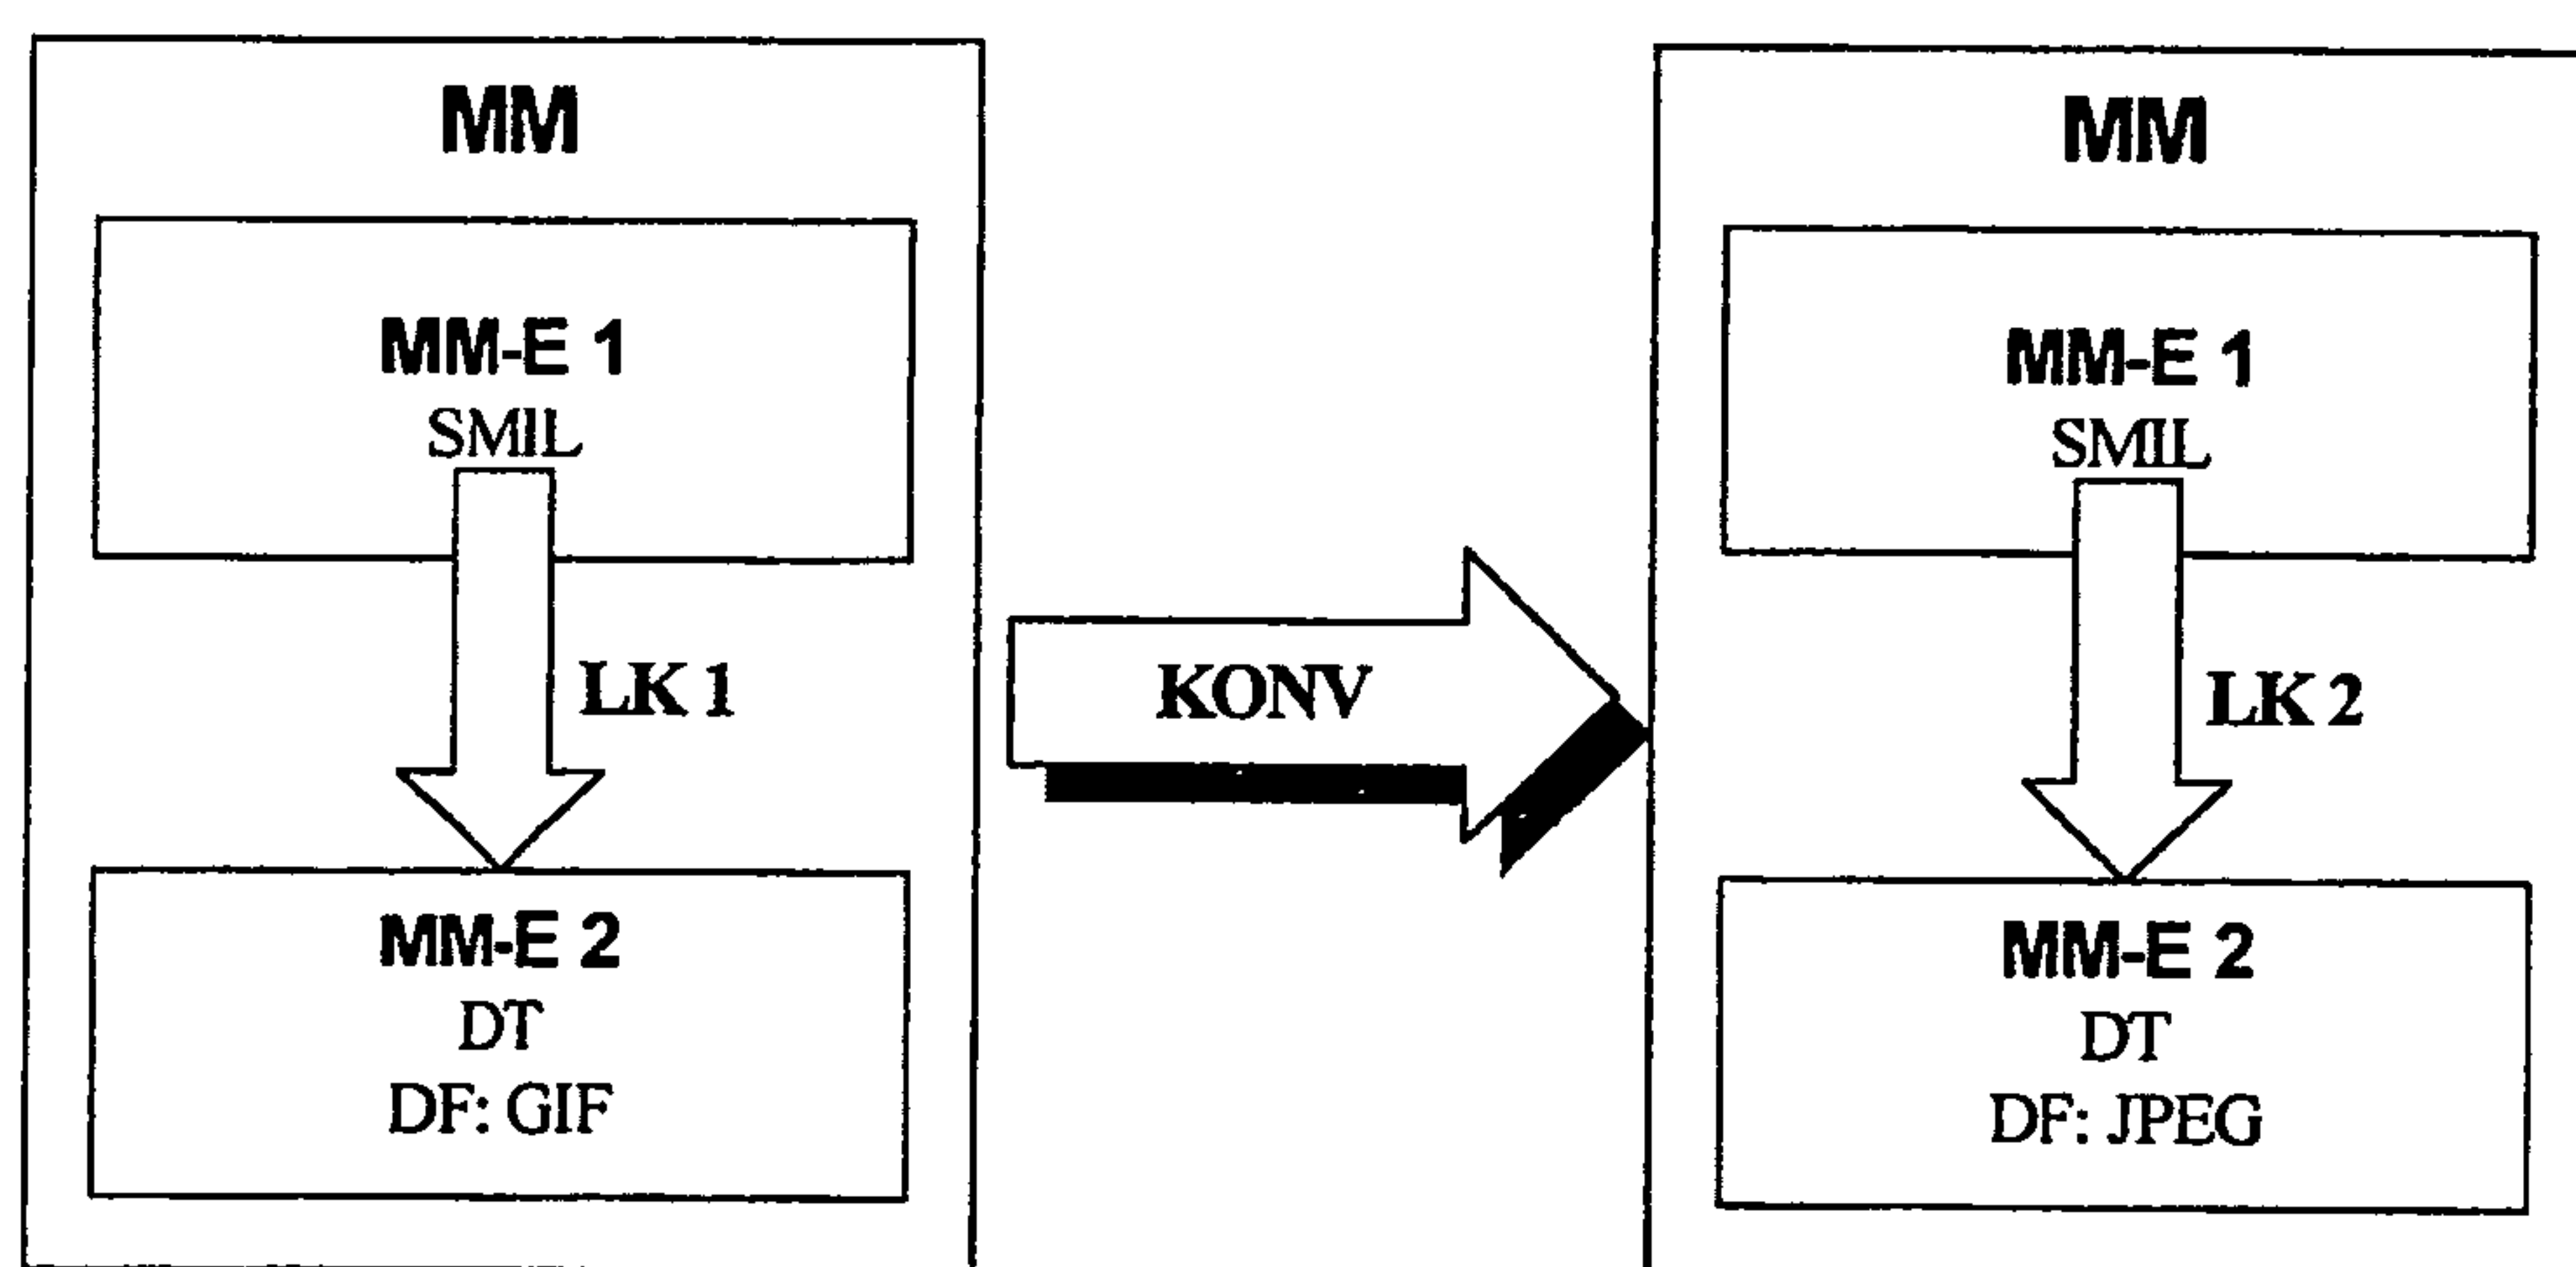 MM
MM-E 1
SMIL
LK 1
MM-E 2
DT
DF: GIF
KONV
MM
MM-E 1
SMIL
LK 2
MM-E 2
DT
DF: JPEG